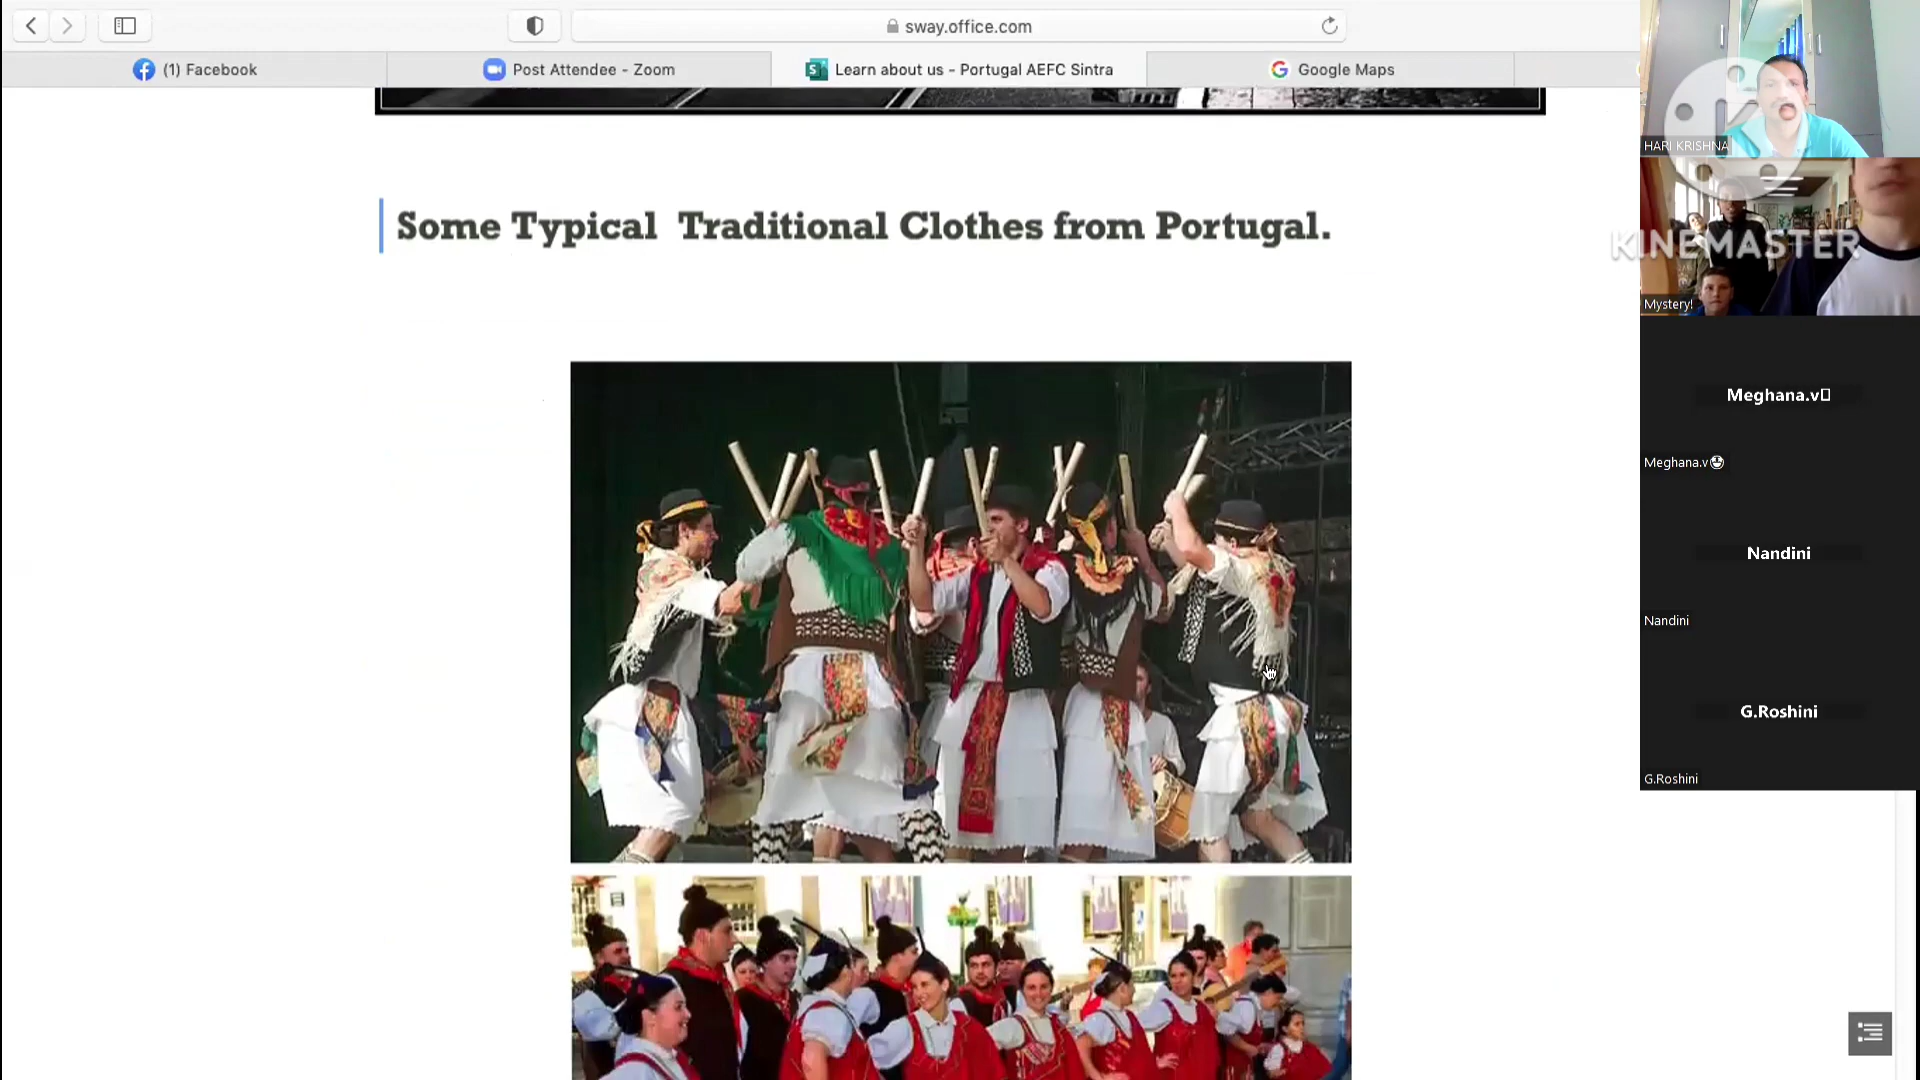 sway.office.com
(1) Facebook
Post Attendee - Zoom
Learn about us - Portugal AEFC Sintra
Google Maps
HARI KRISHNA
KINEMASTER
Mystery!
Some Typical Traditional Clothes from Portugal.
Meghana.v▯
Meghana.v🤩
Nandini
Nandini
G.Roshini
G.Roshini